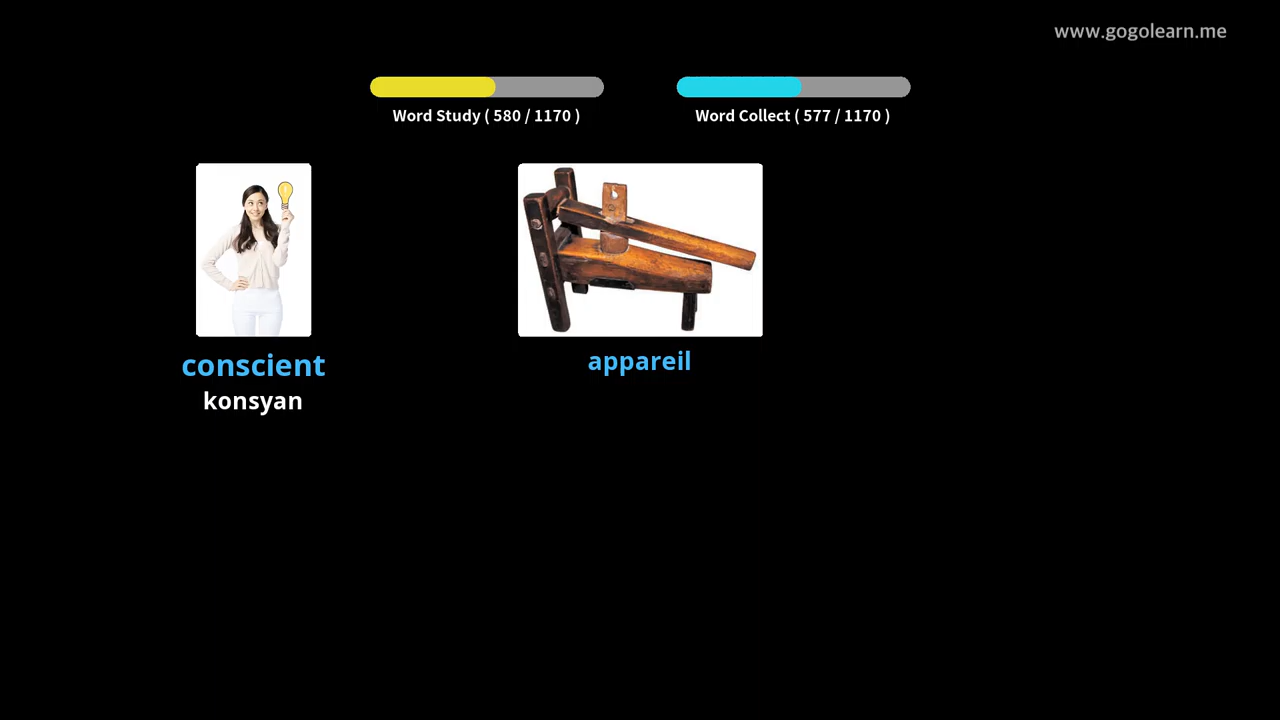 www.gogolearn.me
Word Study ( 580 / 1170 )
Word Collect ( 577 / 1170 )
conscient
konsyan
appareil